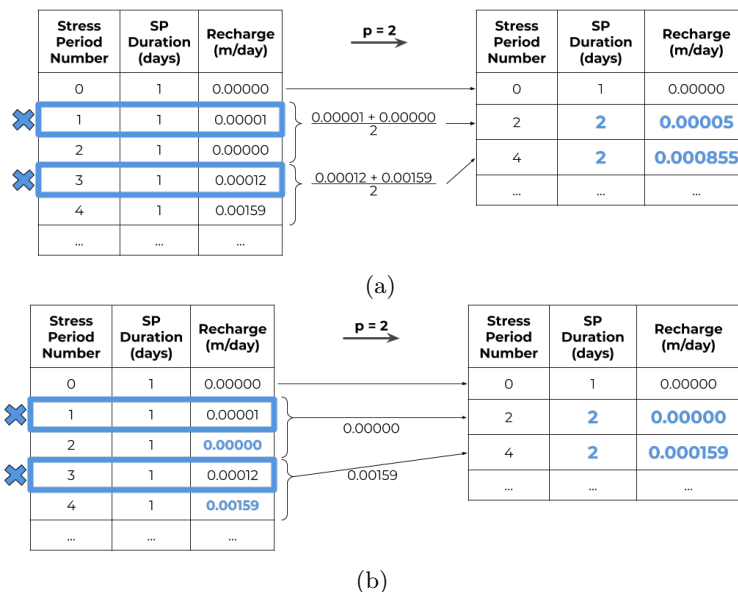 Stress Period Number SP Duration (days) Recharge (m/day)
0 1 0.00000
1 1 0.00001
2 1 0.00000
3 1 0.00012
4 1 0.00159
... ... ...
p = 2
0.00001 + 0.00000
2
0.00012 + 0.00159
2
Stress Period Number SP Duration (days) Recharge (m/day)
0 1 0.00000
2 2 0.00005
4 2 0.000855
... ... ...
(a)
Stress Period Number SP Duration (days) Recharge (m/day)
0 1 0.00000
1 1 0.00001
2 1 0.00000
3 1 0.00012
4 1 0.00159
... ... ...
p = 2
0.00000
0.00159
Stress Period Number SP Duration (days) Recharge (m/day)
0 1 0.00000
2 2 0.00000
4 2 0.000159
... ... ...
(b)